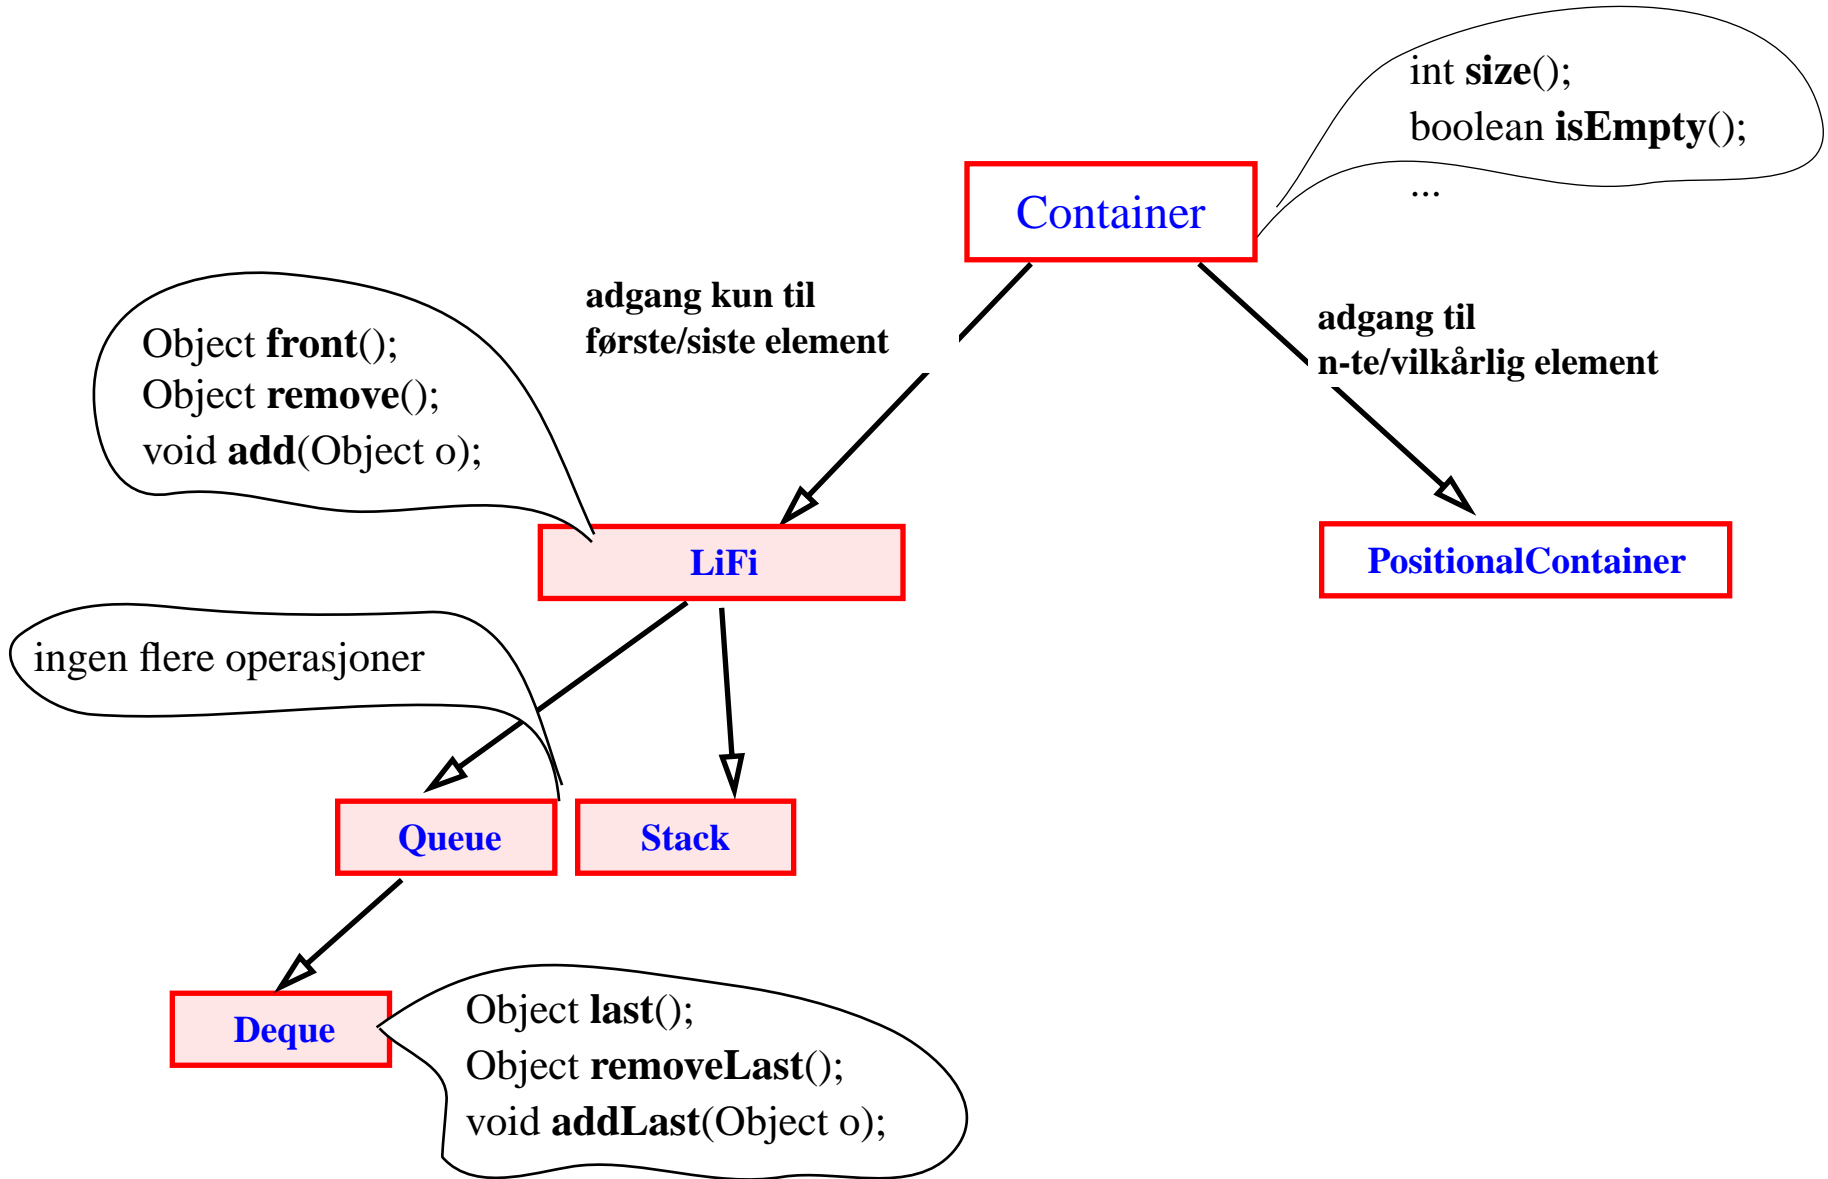 int size();
boolean isEmpty();
...
Container
adgang kun til
første/siste element
adgang til
n-te/vilkårlig element
Object front();
Object remove();
void add(Object o);
LiFi
PositionalContainer
ingen flere operasjoner
Queue
Stack
Deque
Object last();
Object removeLast();
void addLast(Object o);